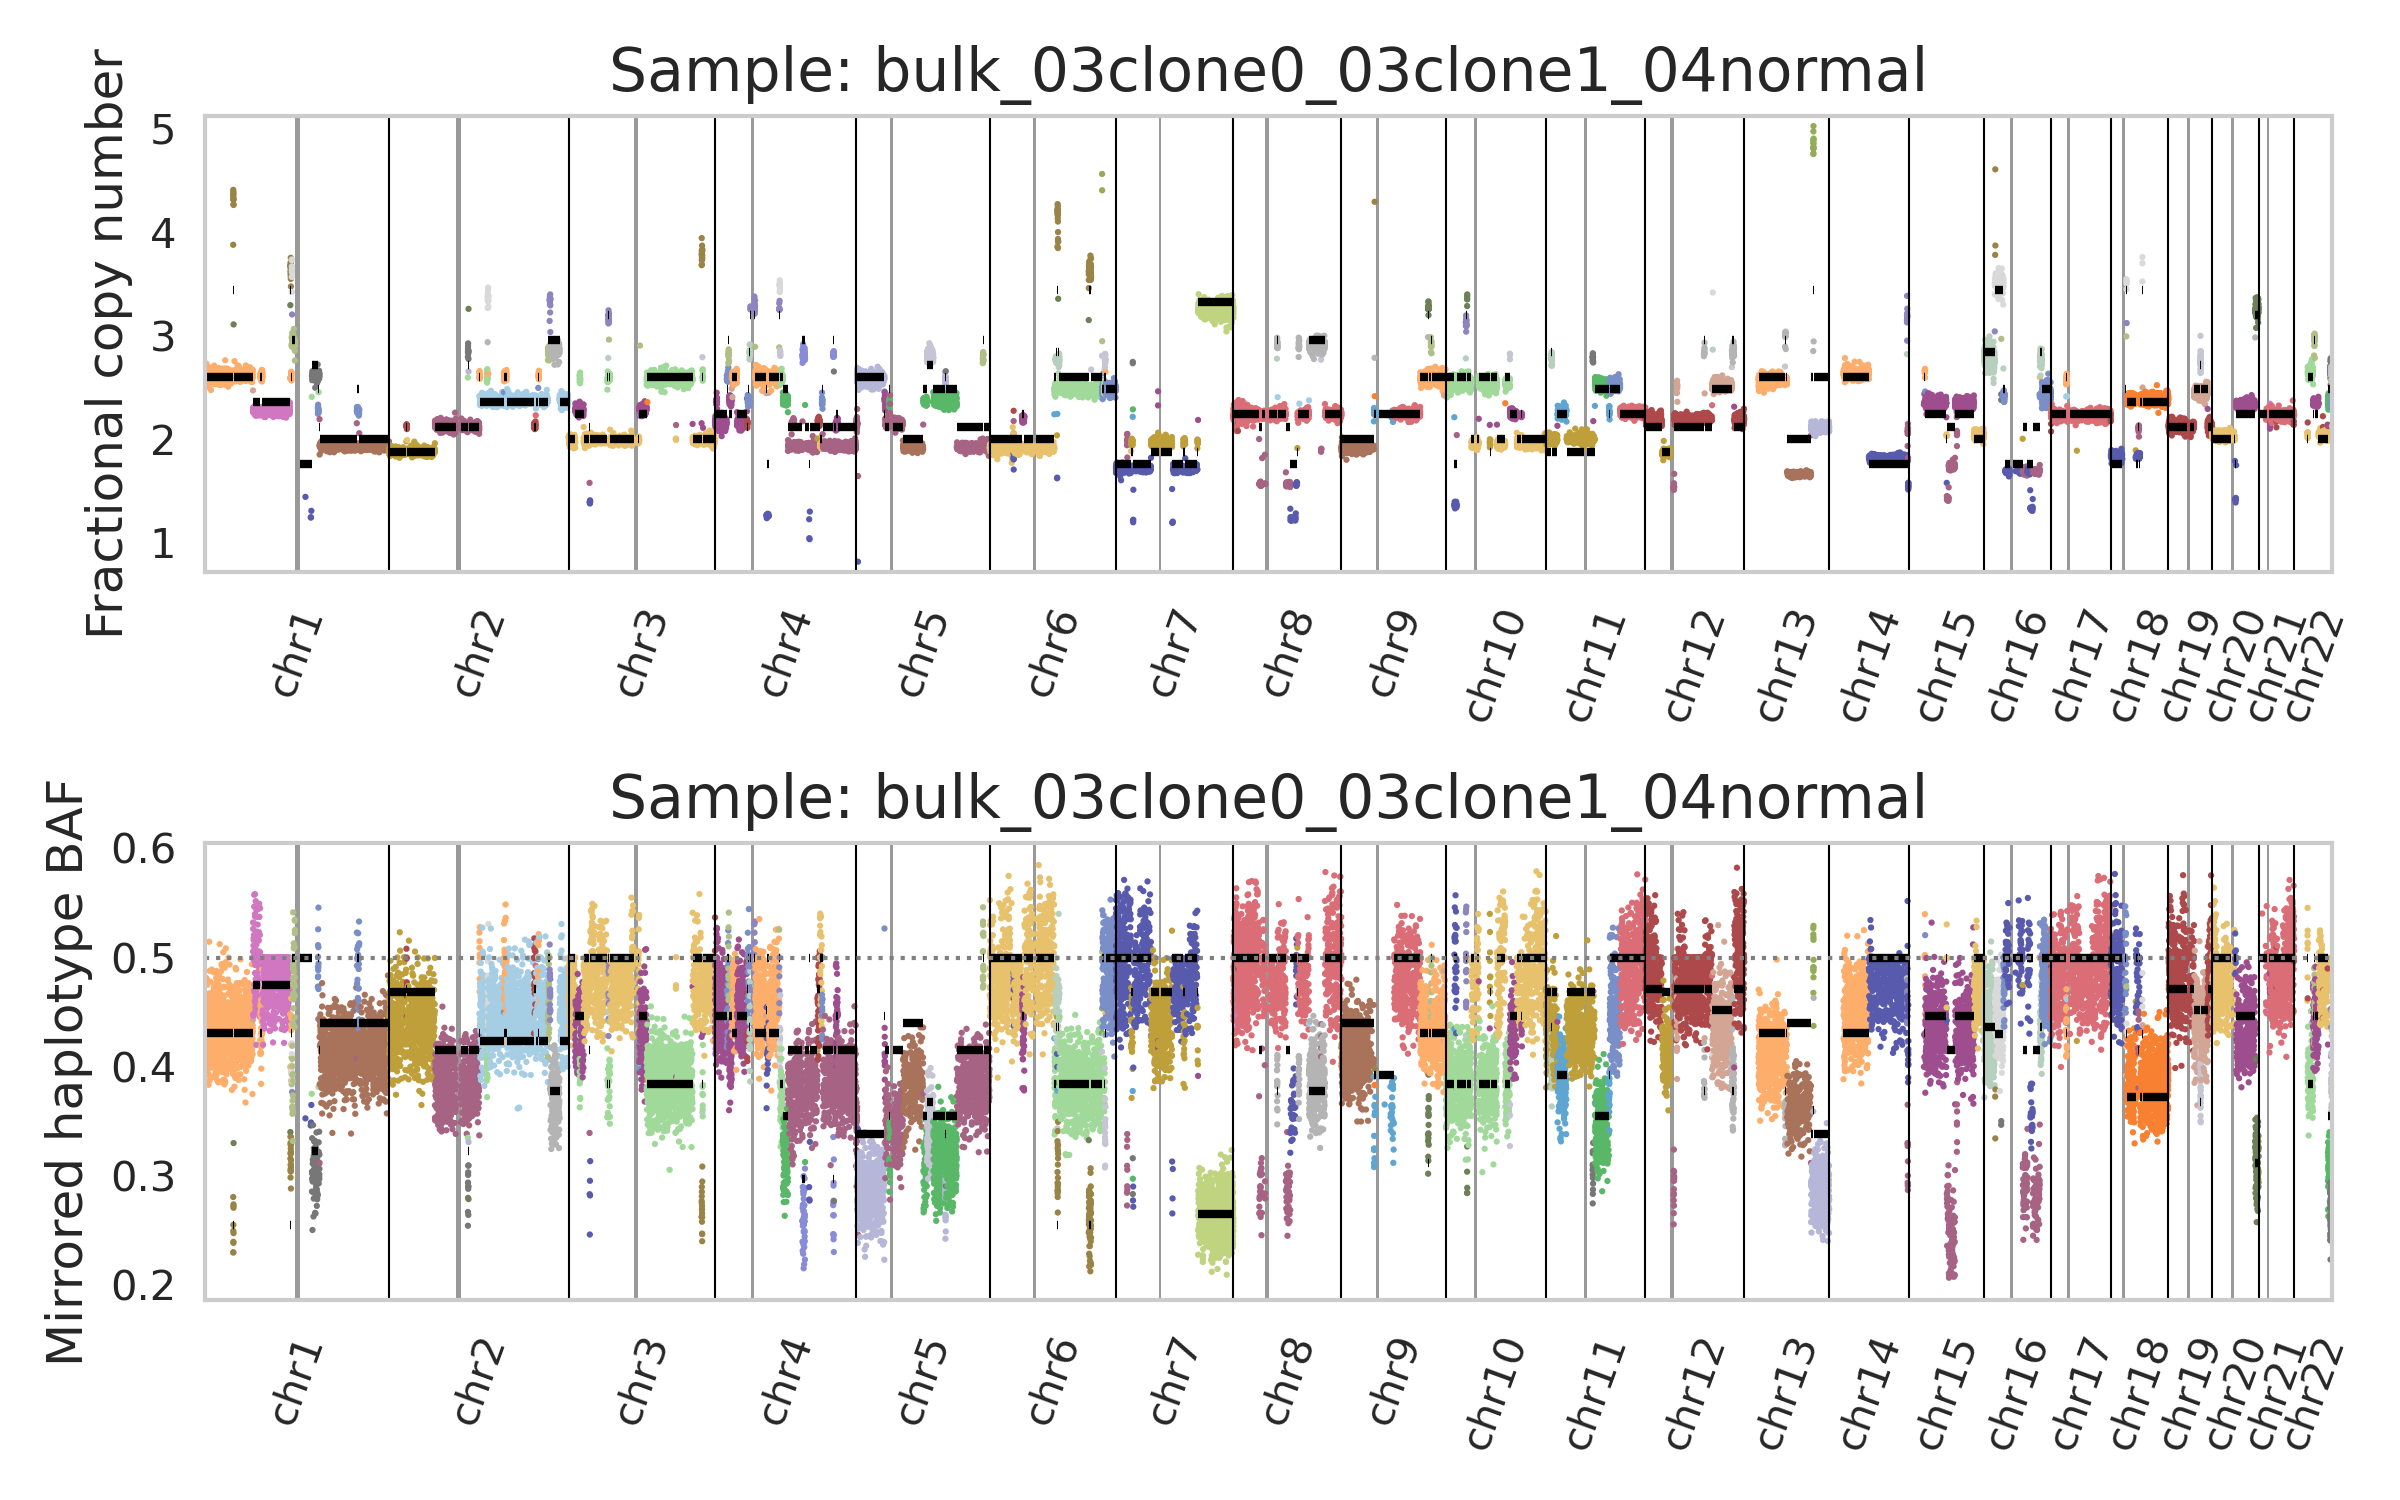 Sample: bulk_03clone0_03clone1_04normal
Fractional copy number
5
4
3
2
1
chr1 chr2 chr3 chr4 chr5 chr6 chr7 chr8 chr9 chr10 chr11 chr12 chr13 chr14 chr15 chr16 chr17 chr18 chr19 chr20 chr21 chr22
Sample: bulk_03clone0_03clone1_04normal
Mirrored haplotype BAF
0.6
0.5
0.4
0.3
0.2
chr1 chr2 chr3 chr4 chr5 chr6 chr7 chr8 chr9 chr10 chr11 chr12 chr13 chr14 chr15 chr16 chr17 chr18 chr19 chr20 chr21 chr22